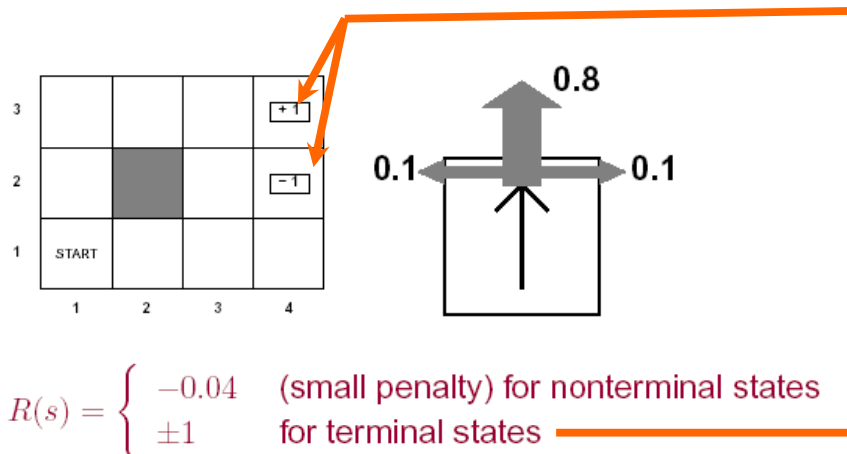 3
+ 1
2
− 1
1
START
1 2 3 4
0.8
0.1
0.1
R(s) = { −0.04 (small penalty) for nonterminal states
±1 for terminal states